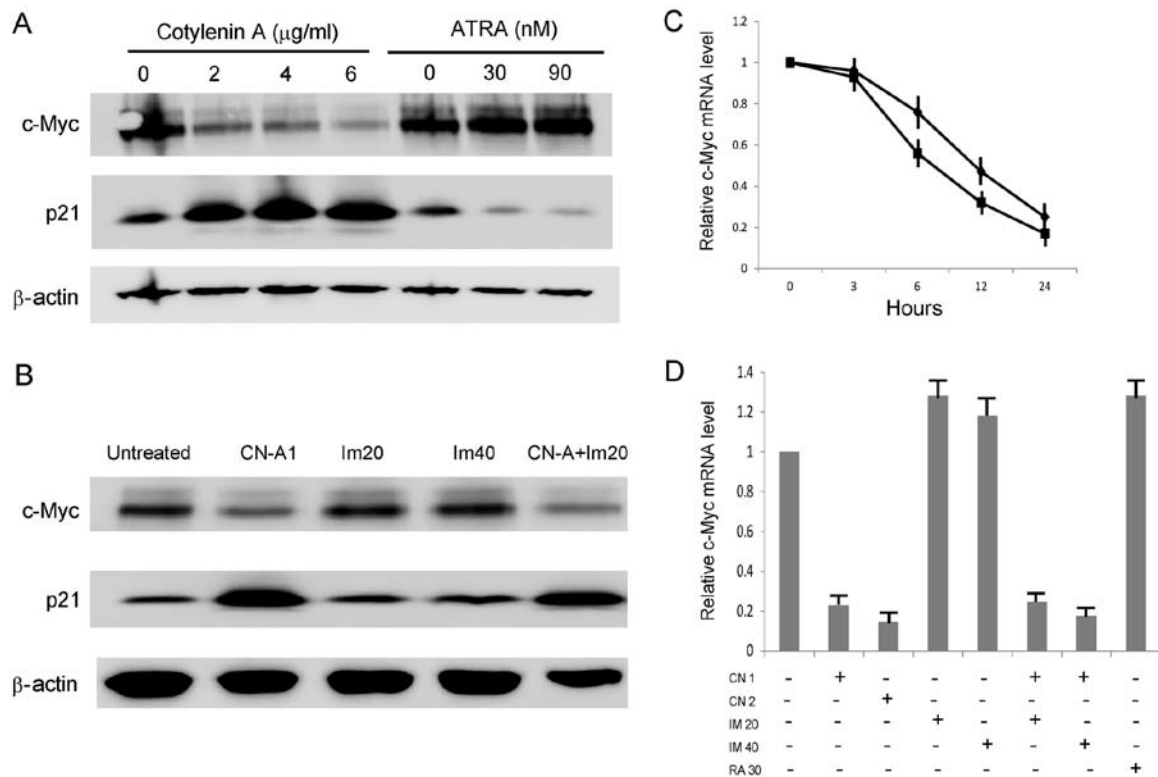 A
Cotylenin A (μg/ml)
ATRA (nM)
0 2 4 6 0 30 90
c-Myc
p21
β-actin
B
Untreated CN-A1 Im20 Im40 CN-A+Im20
c-Myc
p21
β-actin
C
Relative c-Myc mRNA level
1.2
1
0.8
0.6
0.4
0.2
0
0 3 6 12 24
Hours
D
Relative c-Myc mRNA level
1.4
1.2
1
0.8
0.6
0.4
0.2
0
CN 1 - + - - - + + -
CN 2 - - + - - - - -
IM 20 - - - + - + - -
IM 40 - - - - + - + -
RA 30 - - - - - - - +